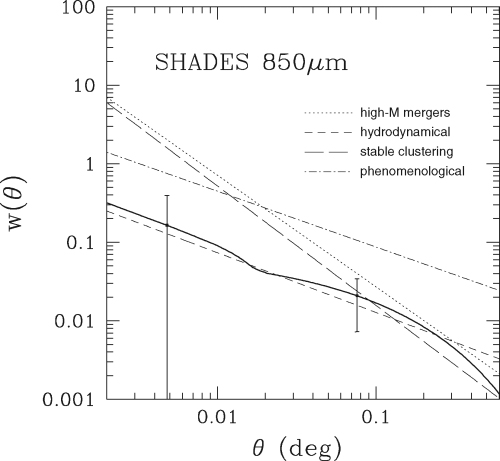 SHADES 850μm
high-M mergers
hydrodynamical
stable clustering
phenomenological
w(θ)
100
10
1
0.1
0.01
0.001
0.01 0.1
θ (deg)